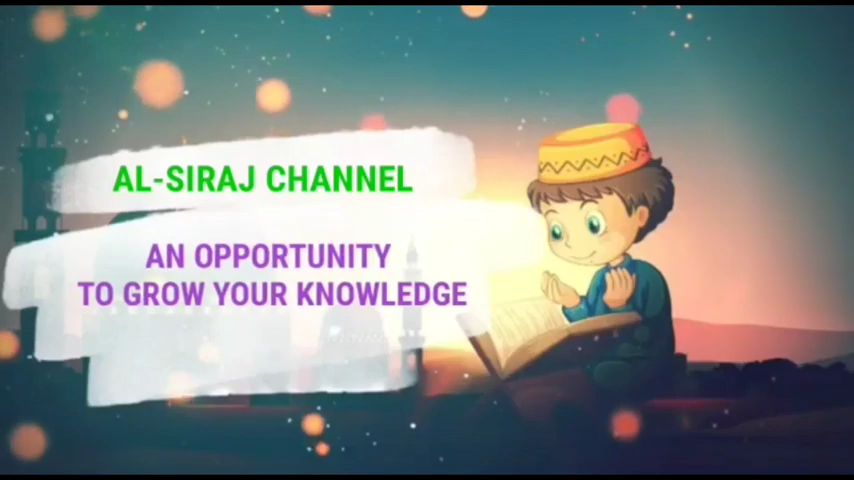 AL-SIRAJ CHANNEL
AN OPPORTUNITY
TO GROW YOUR KNOWLEDGE